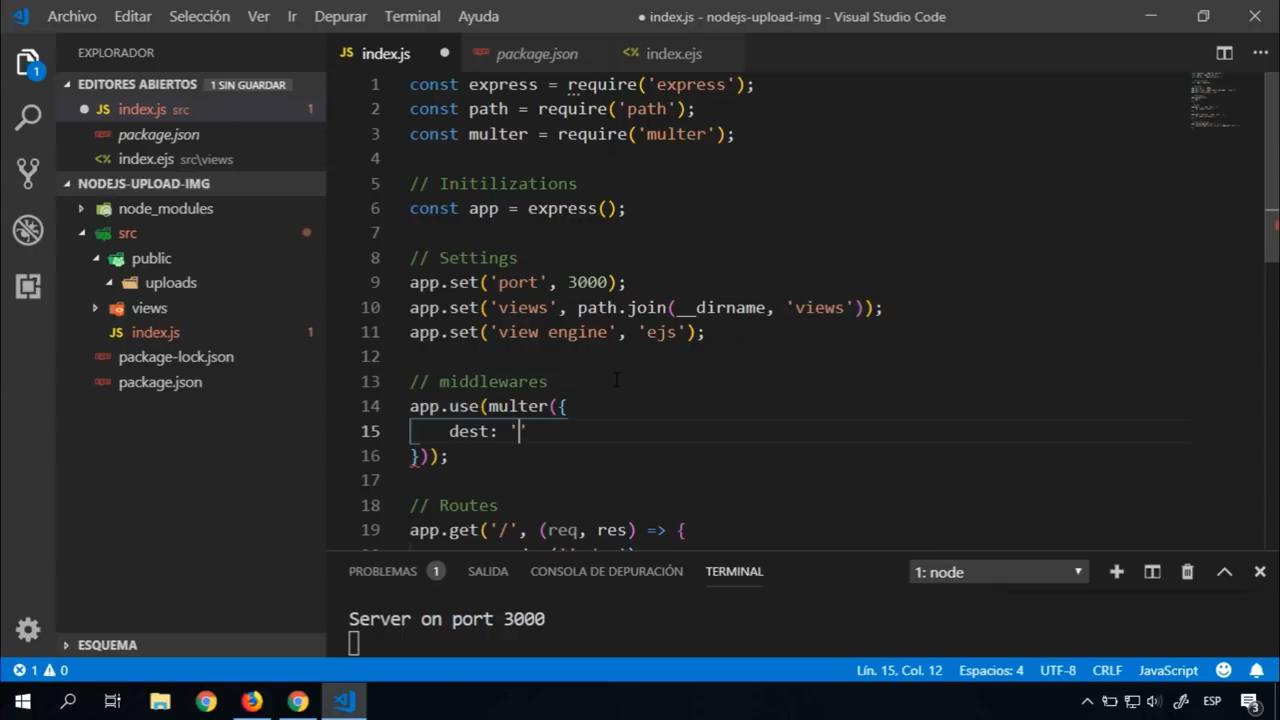 Archivo Editar Selección Ver Ir Depurar Terminal Ayuda ● index.js - nodejs-upload-img - Visual Studio Code
EXPLORADOR
JS index.js ● package.json <% index.ejs
1
EDITORES ABIERTOS 1 SIN GUARDAR
● JS index.js src 1
package.json
<% index.ejs src\views
NODEJS-UPLOAD-IMG
node_modules
src
public
uploads
views
JS index.js 1
package-lock.json
package.json
ESQUEMA
1 const express = require('express');
2 const path = require('path');
3 const multer = require('multer');
4
5 // Initilizations
6 const app = express();
7
8 // Settings
9 app.set('port', 3000);
10 app.set('views', path.join(__dirname, 'views'));
11 app.set('view engine', 'ejs');
12
13 // middlewares
14 app.use(multer({
15 dest: ''
16 }));
17
18 // Routes
19 app.get('/', (req, res) => {
PROBLEMAS 1 SALIDA CONSOLA DE DEPURACIÓN TERMINAL 1: node
Server on port 3000
1 0 Lín. 15, Col. 12 Espacios: 4 UTF-8 CRLF JavaScript
ESP 3